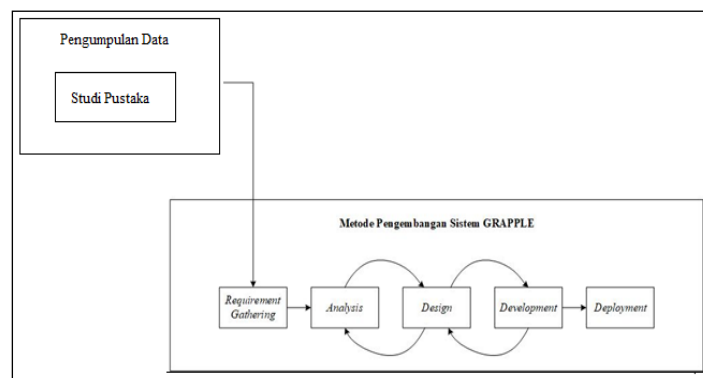 Pengumpulan Data
Studi Pustaka
Metode Pengembangan Sistem GRAPPLE
Requirement
Gathering
Analysis
Design
Development
Deployment